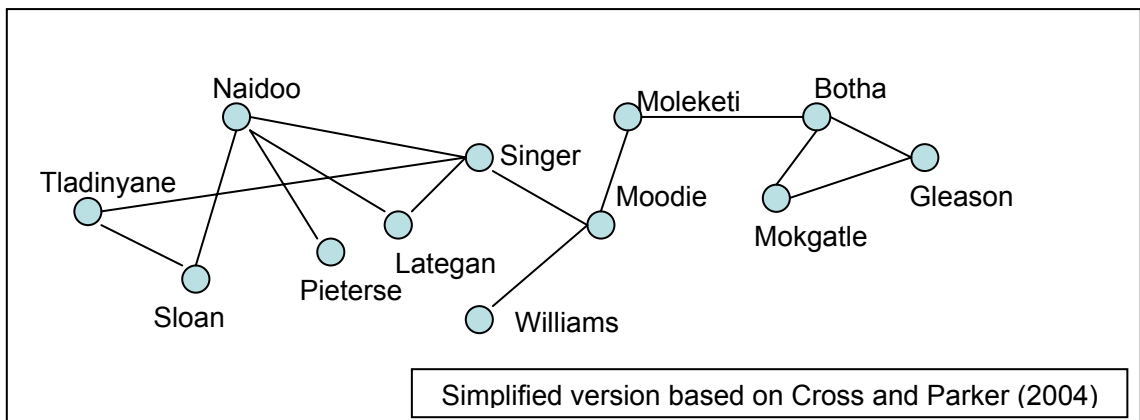 Naidoo
Moleketi
Botha
Singer
Tladinyane
Moodie
Gleason
Mokgatle
Lategan
Pieterse
Sloan
Williams
Simplified version based on Cross and Parker (2004)